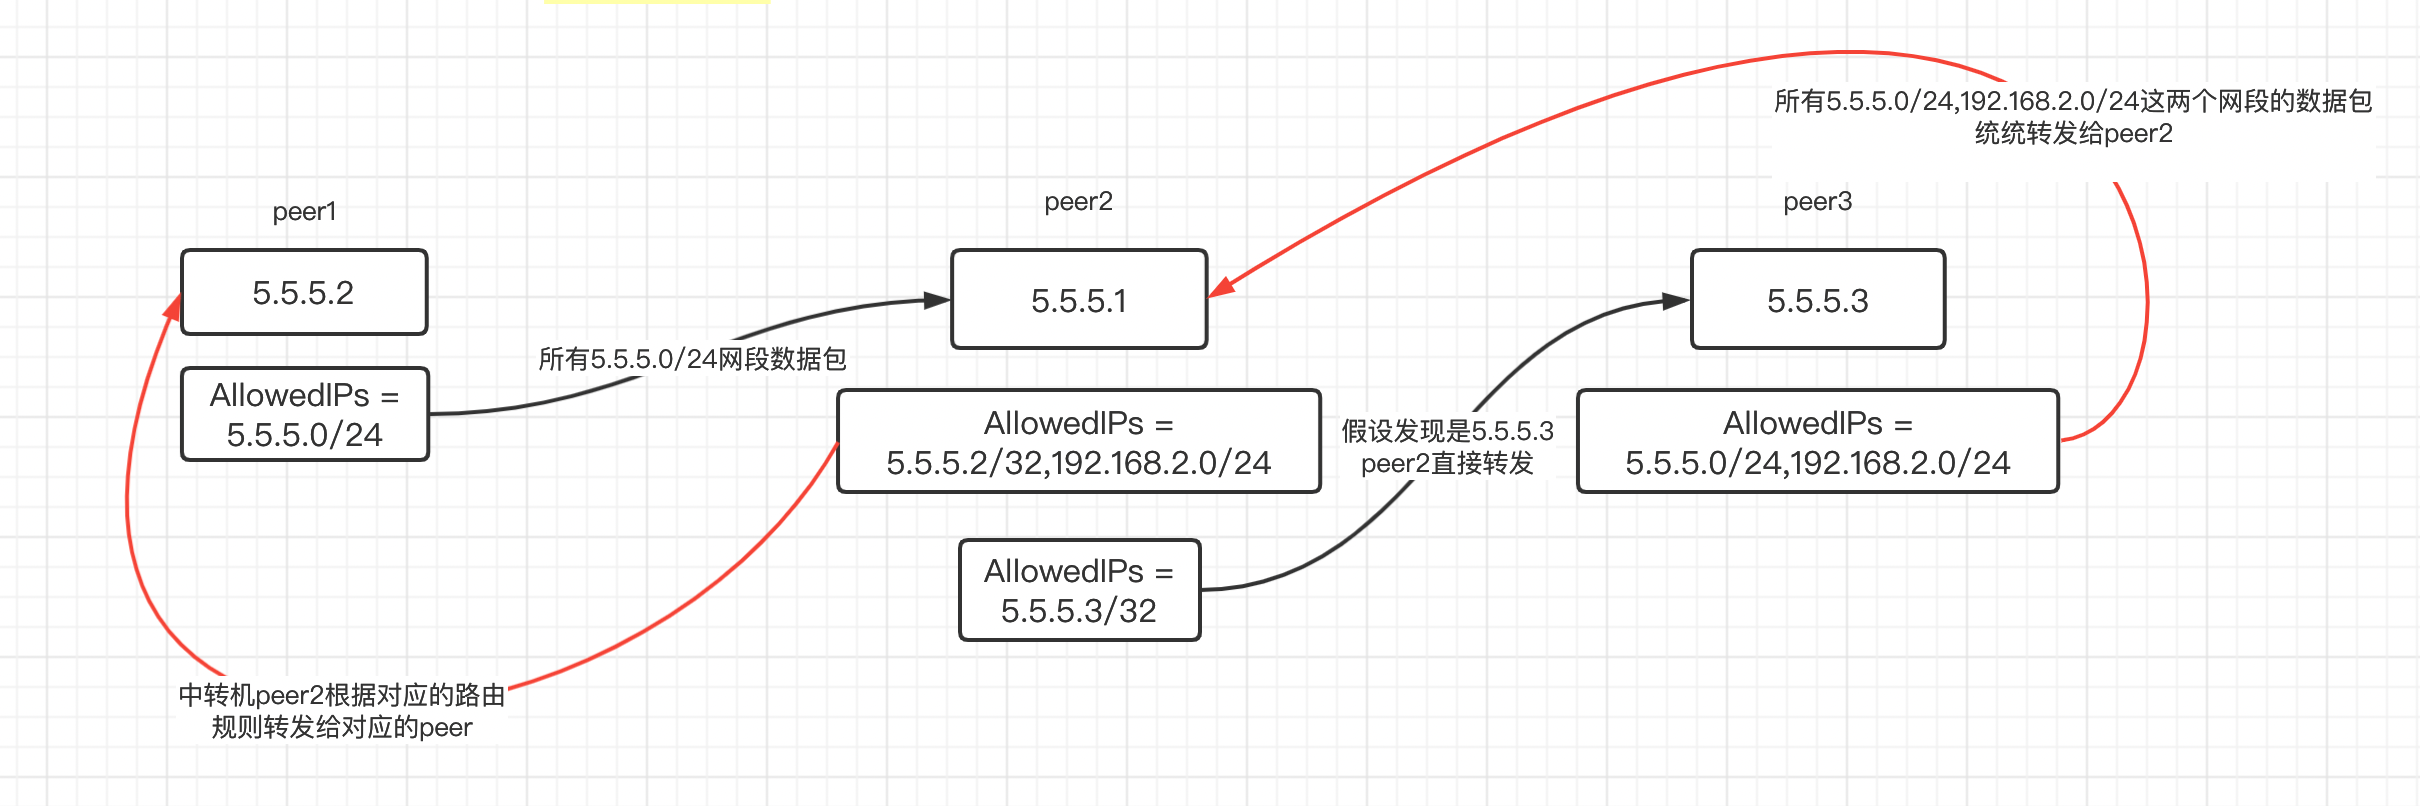 所有5.5.5.0/24,192.168.2.0/24这两个网段的数据包
统统转发给peer2
peer1
peer2
peer3
5.5.5.2
5.5.5.1
5.5.5.3
所有5.5.5.0/24网段数据包
AllowedIPs =
5.5.5.0/24
AllowedIPs =
5.5.5.2/32,192.168.2.0/24
假设发现是5.5.5.3
peer2直接转发
AllowedIPs =
5.5.5.0/24,192.168.2.0/24
AllowedIPs =
5.5.5.3/32
中转机peer2根据对应的路由
规则转发给对应的peer